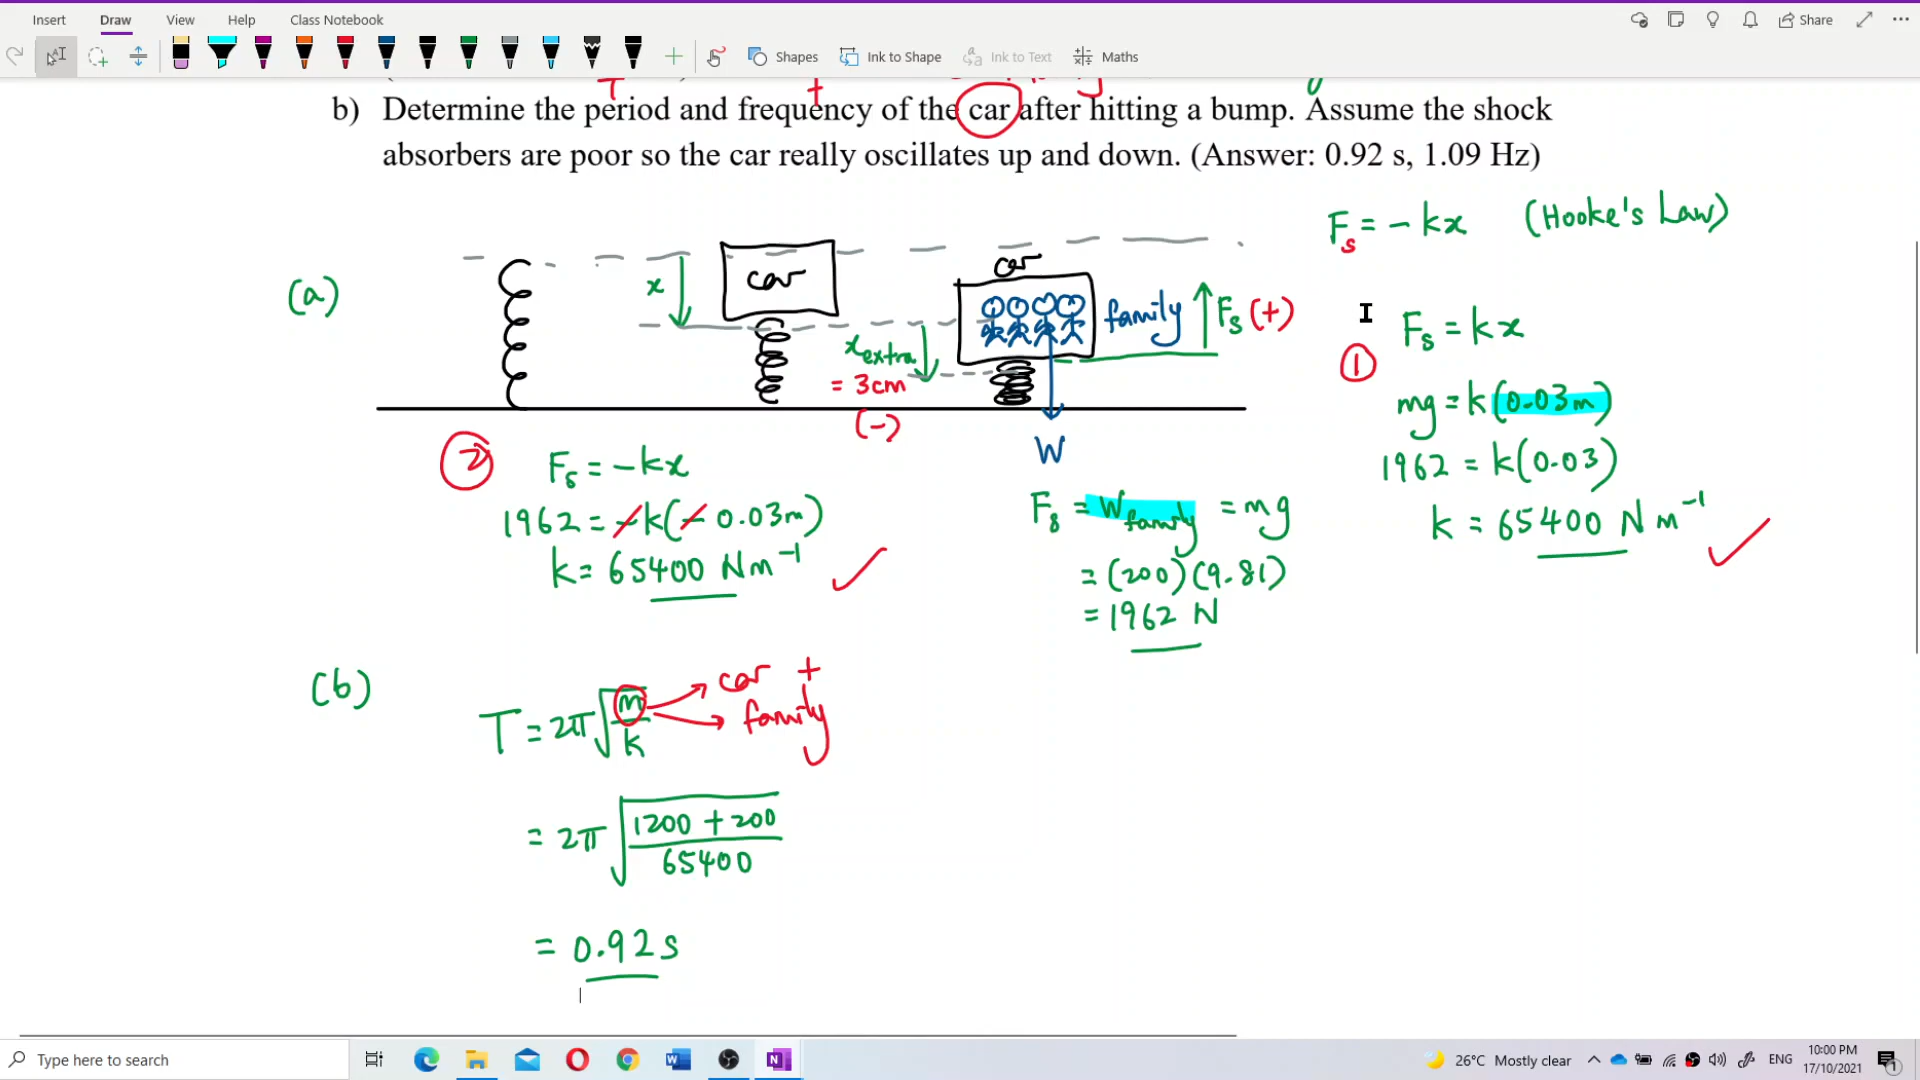 Insert Draw View Help Class Notebook Share
Shapes Ink to Shape Ink to Text Maths
b) Determine the period and frequency of the car after hitting a bump. Assume the shock
absorbers are poor so the car really oscillates up and down. (Answer: 0.92 s, 1.09 Hz)
Fs = - kx (Hooke's Law)
(a)
x
car
car
family
Fs (+)
xextra
= 3cm
(-)
W
Fs = kx
①
mg = k(0.03m)
1962 = k(0.03)
k = 65400 N m⁻¹
②
Fs = -kx
1962 = -k(- 0.03m)
k = 65400 Nm⁻¹
Fs = Wfamily = mg
= (200)(9.81)
= 1962 N
(b)
T = 2π√(m/k)
car +
family
= 2π√((1200 + 200)/65400)
= 0.92s
Type here to search
26°C Mostly clear
ENG
10:00 PM
17/10/2021
1